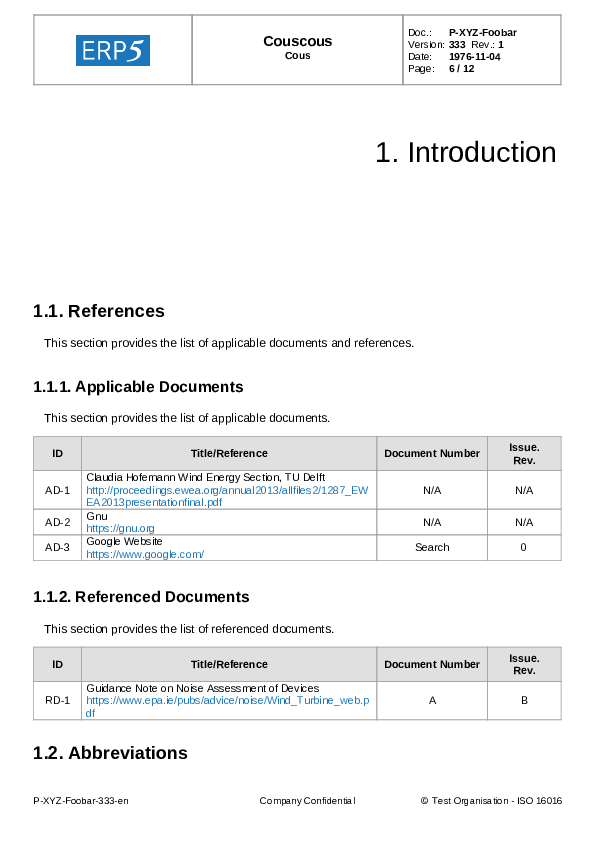 ERP5
Couscous
Cous
Doc.: P-XYZ-Foobar
Version: 333 Rev.: 1
Date: 1976-11-04
Page: 6 / 12
1. Introduction
1.1. References
This section provides the list of applicable documents and references.
1.1.1. Applicable Documents
This section provides the list of applicable documents.
ID Title/Reference Document Number Issue.
Rev.
AD-1 Claudia Hofemann Wind Energy Section, TU Delft
http://proceedings.ewea.org/annual2013/allfiles2/1287_EW
EA2013presentationfinal.pdf
N/A N/A
AD-2 Gnu
https://gnu.org
N/A N/A
AD-3 Google Website
https://www.google.com/
Search 0
1.1.2. Referenced Documents
This section provides the list of referenced documents.
ID Title/Reference Document Number Issue.
Rev.
RD-1 Guidance Note on Noise Assessment of Devices
https://www.epa.ie/pubs/advice/noise/Wind_Turbine_web.p
df
A B
1.2. Abbreviations
P-XYZ-Foobar-333-en Company Confidential © Test Organisation - ISO 16016